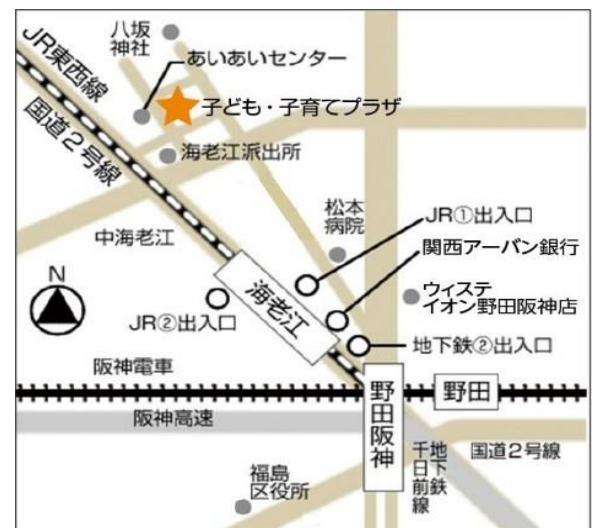 八坂
神社
あいあいセンター
JR東西線
国道2号線
子ども・子育てプラザ
海老江派出所
松本
病院
JR①出入口
中海老江
関西アーバン銀行
N
海老江
ウィステ
イオン野田阪神店
JR②出入口
地下鉄②出入口
阪神電車
野田阪神
野田
阪神高速
地下鉄
千日前線
国道2号線
福島
区役所